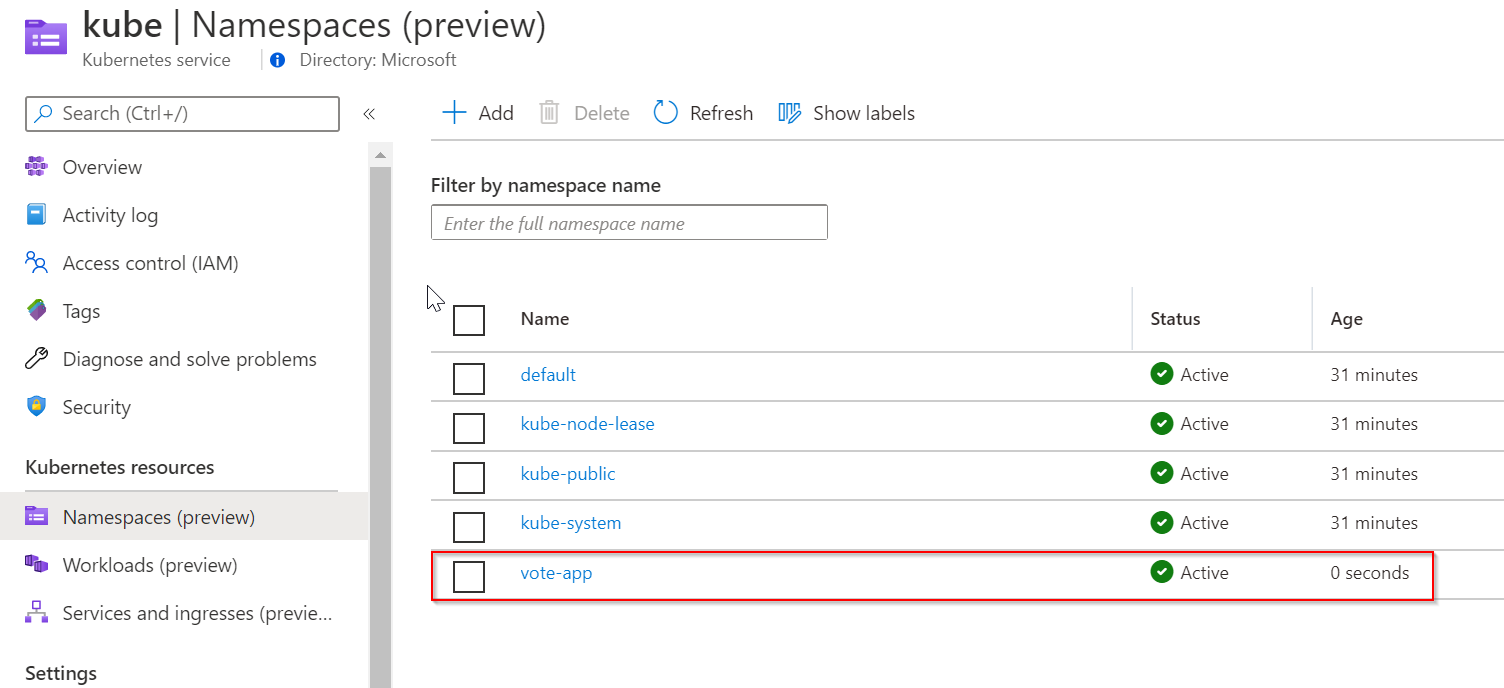 kube | Namespaces (preview)
Kubernetes service
Directory: Microsoft
Search (Ctrl+/)
«
Overview
Activity log
Access control (IAM)
Tags
Diagnose and solve problems
Security
Kubernetes resources
Namespaces (preview)
Workloads (preview)
Services and ingresses (previe...
Settings
Add Delete Refresh Show labels
Filter by namespace name
Enter the full namespace name
Name Status Age
default Active 31 minutes
kube-node-lease Active 31 minutes
kube-public Active 31 minutes
kube-system Active 31 minutes
vote-app Active 0 seconds